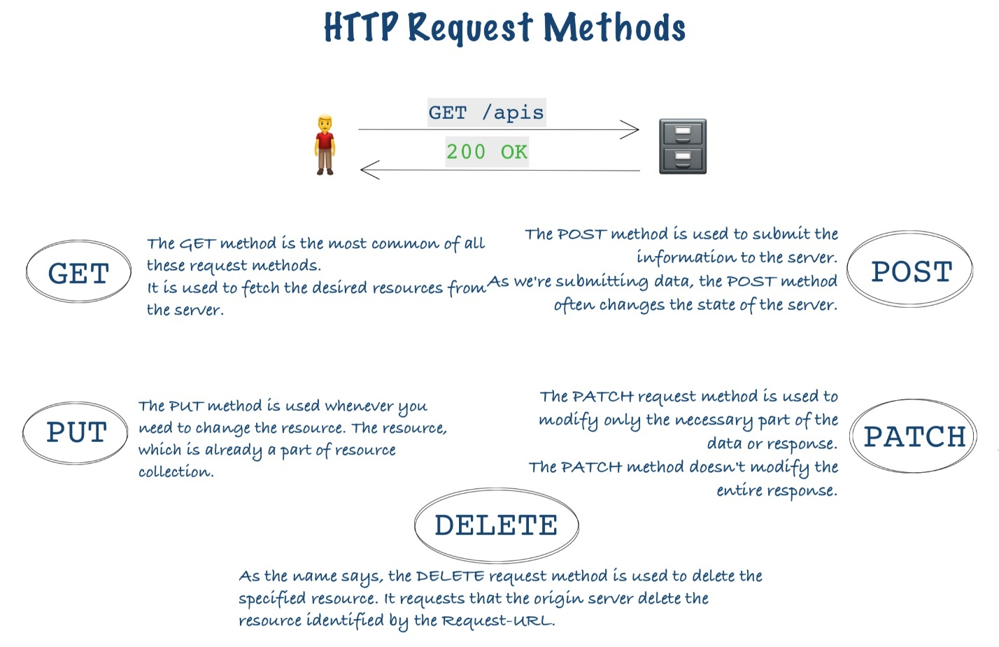 HTTP Request Methods
GET /apis
200 OK
GET
The GET method is the most common of all
these request methods.
It is used to fetch the desired resources from
the server.
The POST method is used to submit the
information to the server.
As we're submitting data, the POST method
often changes the state of the server.
POST
PUT
The PUT method is used whenever you
need to change the resource. The resource,
which is already a part of resource
collection.
The PATCH request method is used to
modify only the necessary part of the
data or response.
The PATCH method doesn't modify the
entire response.
PATCH
DELETE
As the name says, the DELETE request method is used to delete the
specified resource. It requests that the origin server delete the
resource identified by the Request-URL.